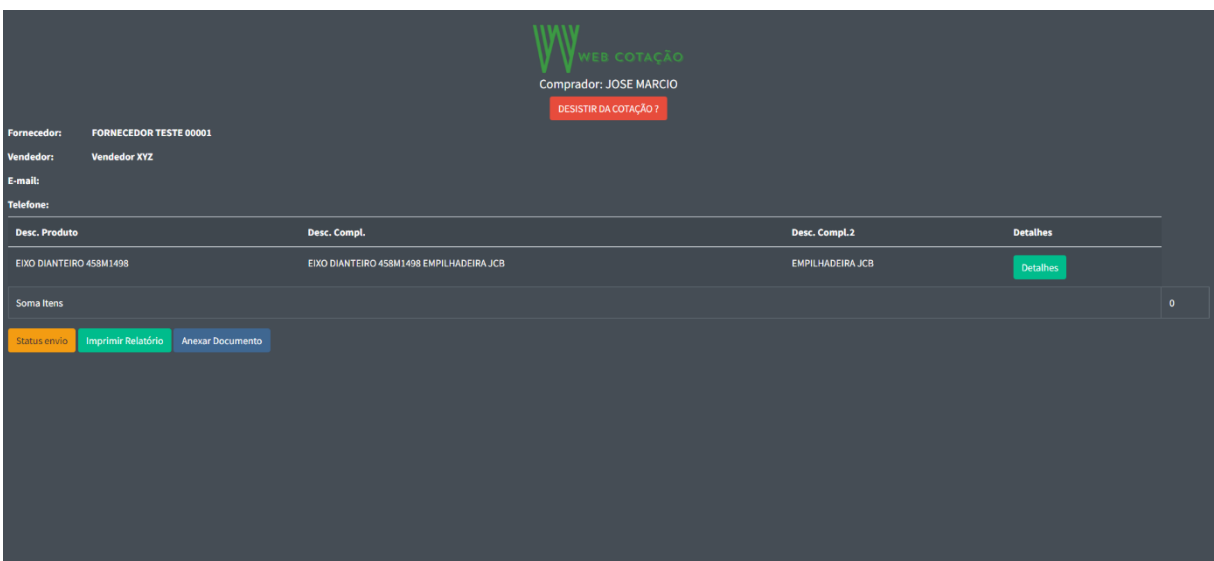 WEB COTAÇÃO
Comprador: JOSE MARCIO
DESISTIR DA COTAÇÃO ?
Fornecedor: FORNECEDOR TESTE 00001
Vendedor: Vendedor XYZ
E-mail:
Telefone:
Desc. Produto Desc. Compl. Desc. Compl.2 Detalhes
EIXO DIANTEIRO 458M1498 EIXO DIANTEIRO 458M1498 EMPILHADEIRA JCB EMPILHADEIRA JCB Detalhes
Soma Itens 0
Status envio Imprimir Relatório Anexar Documento